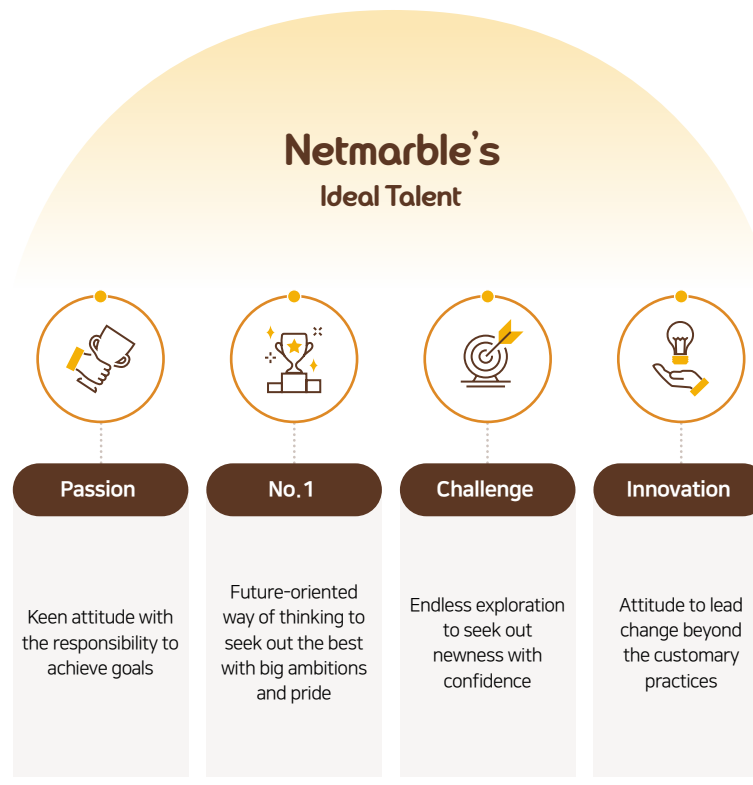 Netmarble's
Ideal Talent
Passion
Keen attitude with
the responsibility to
achieve goals
No.1
Future-oriented
way of thinking to
seek out the best
with big ambitions
and pride
Challenge
Endless exploration
to seek out
newness with
confidence
Innovation
Attitude to lead
change beyond
the customary
practices